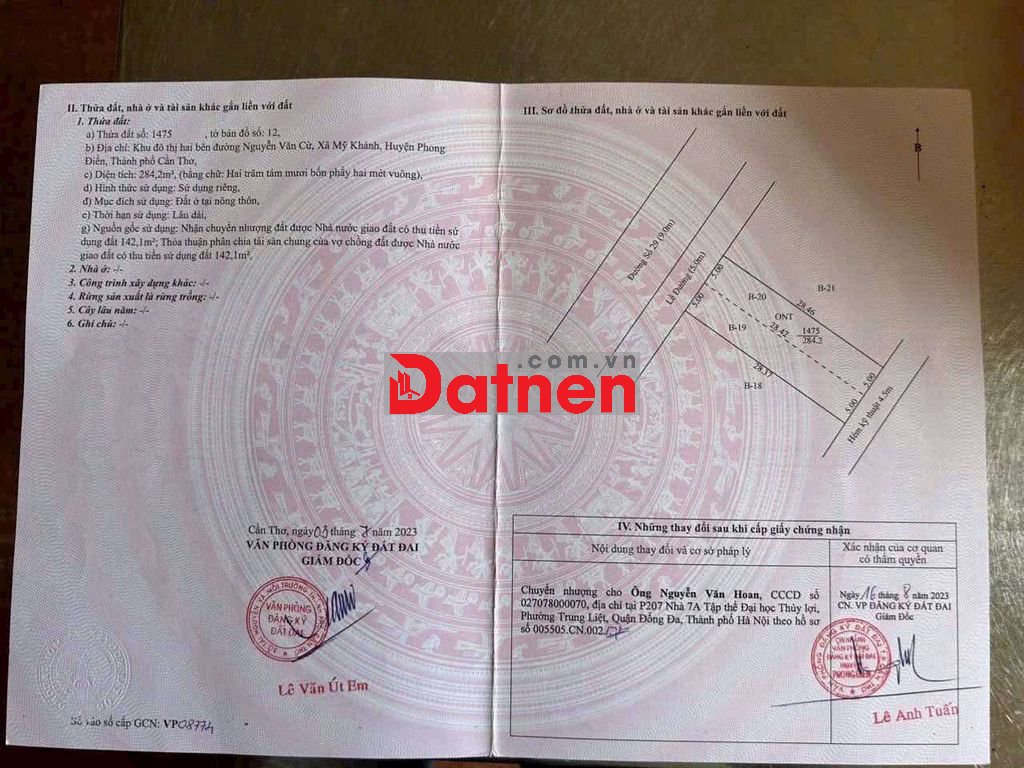 II. Thửa đất, nhà ở và tài sản khác gắn liền với đất
1. Thửa đất:
a) Thửa đất số: 1475 , tờ bản đồ số: 12,
b) Địa chỉ: Khu đô thị hai bên đường Nguyễn Văn Cừ, Xã Mỹ Khánh, Huyện Phong
Điền, Thành phố Cần Thơ,
c) Diện tích: 284,2m², (bằng chữ: Hai trăm tám mươi bốn phẩy hai mét vuông),
d) Hình thức sử dụng: Sử dụng riêng,
đ) Mục đích sử dụng: Đất ở tại nông thôn,
e) Thời hạn sử dụng: Lâu dài,
g) Nguồn gốc sử dụng: Nhận chuyển nhượng đất được Nhà nước giao đất có thu tiền sử
dụng đất 142,1m²; Thỏa thuận phân chia tài sản chung của vợ chồng đất được Nhà nước
giao đất có thu tiền sử dụng đất 142,1m²,
2. Nhà ở: -/-
3. Công trình xây dựng khác: -/-
4. Rừng sản xuất là rừng trồng: -/-
5. Cây lâu năm: -/-
6. Ghi chú: -/-
Cần Thơ, ngày 03 tháng 8 năm 2023
VĂN PHÒNG ĐĂNG KÝ ĐẤT ĐAI
GIÁM ĐỐC
VĂN PHÒNG
ĐĂNG KÝ
ĐẤT ĐAI
Lê Văn Út Em
Số vào sổ cấp GCN: VP08774
III. Sơ đồ thửa đất, nhà ở và tài sản khác gắn liền với đất
B
Đường Số 29 (9.0m)
Lề Đường (5.0m)
5.00
5.00
B-21
B-20
28.46
ONT
B-19
28.42
1475
284.2
28.37
B-18
5.00
5.00
Hẻm kỹ thuật 4.5m
.com.vn
Datnen
IV. Những thay đổi sau khi cấp giấy chứng nhận
Nội dung thay đổi và cơ sở pháp lý
Xác nhận của cơ quan
có thẩm quyền
Chuyển nhượng cho Ông Nguyễn Văn Hoan, CCCD số
027078000070, địa chỉ tại P207 Nhà 7A Tập thể Đại học Thủy lợi,
Phường Trung Liệt, Quận Đống Đa, Thành phố Hà Nội theo hồ sơ
số 005505.CN.002
Ngày 16 tháng 8 năm 2023
CN. VP ĐĂNG KÝ ĐẤT ĐAI
Giám Đốc
CHI NHÁNH
VĂN PHÒNG
ĐĂNG KÝ ĐẤT ĐAI
HUYỆN
PHONG ĐIỀN
Lê Anh Tuấn